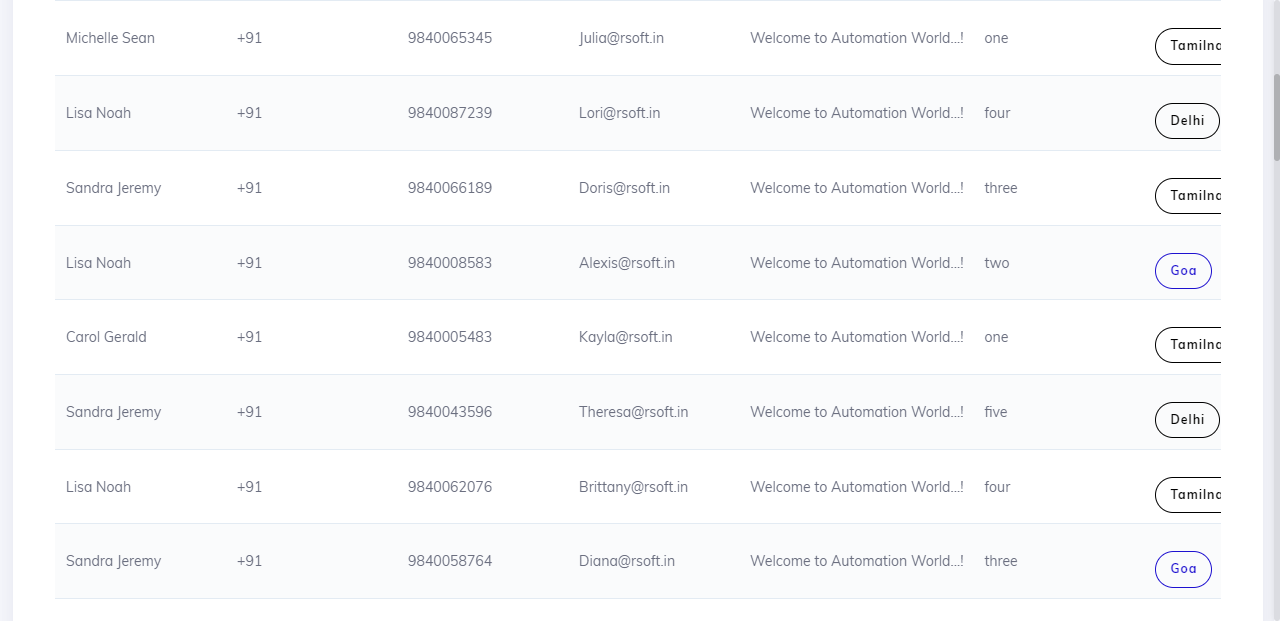 Michelle Sean +91 9840065345 Julia@rsoft.in Welcome to Automation World...! one Tamilna
Lisa Noah +91 9840087239 Lori@rsoft.in Welcome to Automation World...! four Delhi
Sandra Jeremy +91 9840066189 Doris@rsoft.in Welcome to Automation World...! three Tamilna
Lisa Noah +91 9840008583 Alexis@rsoft.in Welcome to Automation World...! two Goa
Carol Gerald +91 9840005483 Kayla@rsoft.in Welcome to Automation World...! one Tamilna
Sandra Jeremy +91 9840043596 Theresa@rsoft.in Welcome to Automation World...! five Delhi
Lisa Noah +91 9840062076 Brittany@rsoft.in Welcome to Automation World...! four Tamilna
Sandra Jeremy +91 9840058764 Diana@rsoft.in Welcome to Automation World...! three Goa